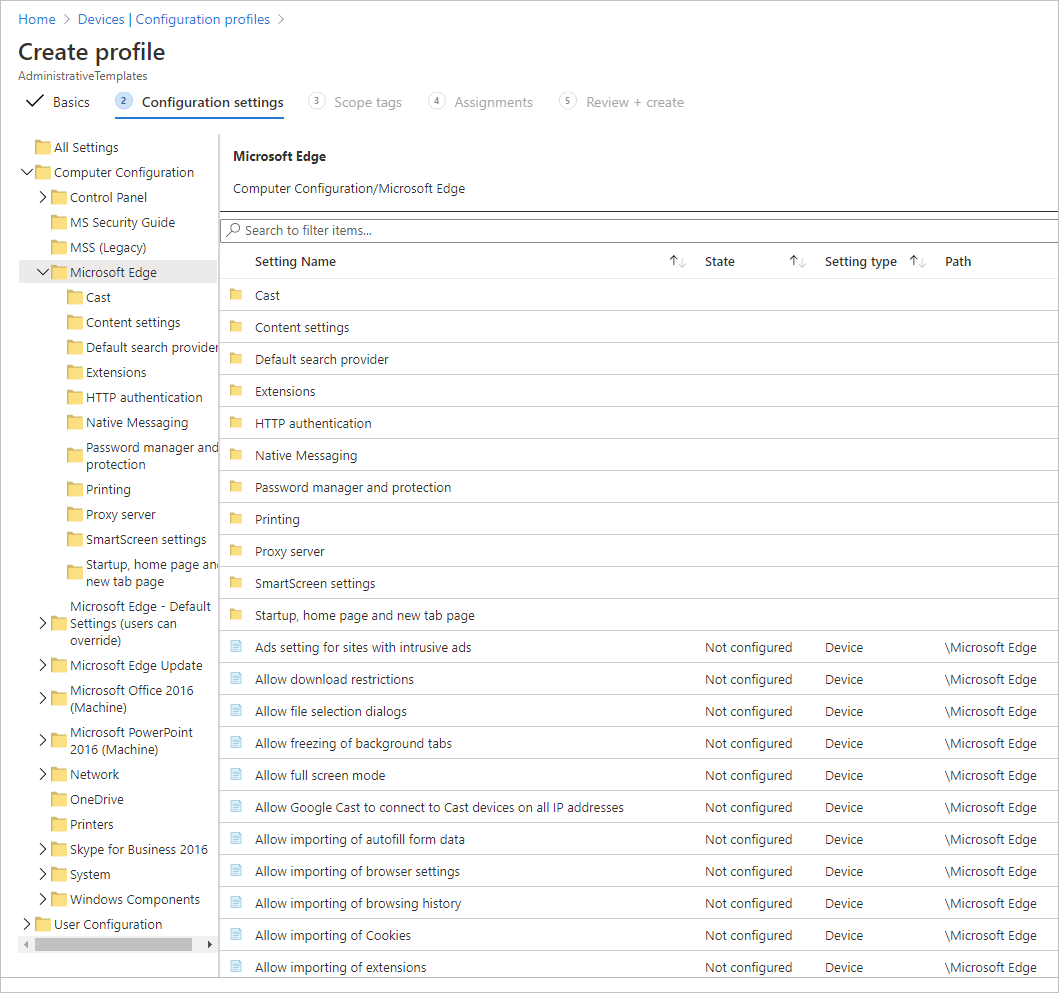 Home > Devices | Configuration profiles >
Create profile
AdministrativeTemplates
Basics 2 Configuration settings 3 Scope tags 4 Assignments 5 Review + create
All Settings
Computer Configuration
Control Panel
MS Security Guide
MSS (Legacy)
Microsoft Edge
Cast
Content settings
Default search provider
Extensions
HTTP authentication
Native Messaging
Password manager and
protection
Printing
Proxy server
SmartScreen settings
Startup, home page an
new tab page
Microsoft Edge - Default
Settings (users can
override)
Microsoft Edge Update
Microsoft Office 2016
(Machine)
Microsoft PowerPoint
2016 (Machine)
Network
OneDrive
Printers
Skype for Business 2016
System
Windows Components
User Configuration
Microsoft Edge
Computer Configuration/Microsoft Edge
Search to filter items...
Setting Name State Setting type Path
Cast
Content settings
Default search provider
Extensions
HTTP authentication
Native Messaging
Password manager and protection
Printing
Proxy server
SmartScreen settings
Startup, home page and new tab page
Ads setting for sites with intrusive ads Not configured Device \Microsoft Edge
Allow download restrictions Not configured Device \Microsoft Edge
Allow file selection dialogs Not configured Device \Microsoft Edge
Allow freezing of background tabs Not configured Device \Microsoft Edge
Allow full screen mode Not configured Device \Microsoft Edge
Allow Google Cast to connect to Cast devices on all IP addresses Not configured Device \Microsoft Edge
Allow importing of autofill form data Not configured Device \Microsoft Edge
Allow importing of browser settings Not configured Device \Microsoft Edge
Allow importing of browsing history Not configured Device \Microsoft Edge
Allow importing of Cookies Not configured Device \Microsoft Edge
Allow importing of extensions Not configured Device \Microsoft Edge